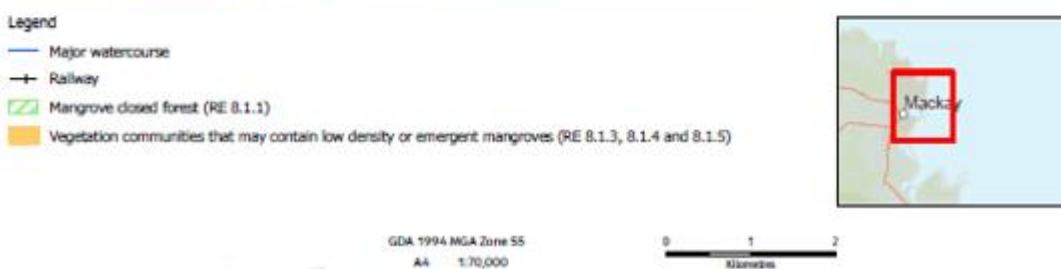 Legend
Major watercourse
Railway
Mangrove closed forest (RE 8.1.1)
Vegetation communities that may contain low density or emergent mangroves (RE 8.1.3, 8.1.4 and 8.1.5)
Mackay
GDA 1994 MGA Zone 55
A4 1:70,000
0 1 2
Kilometres